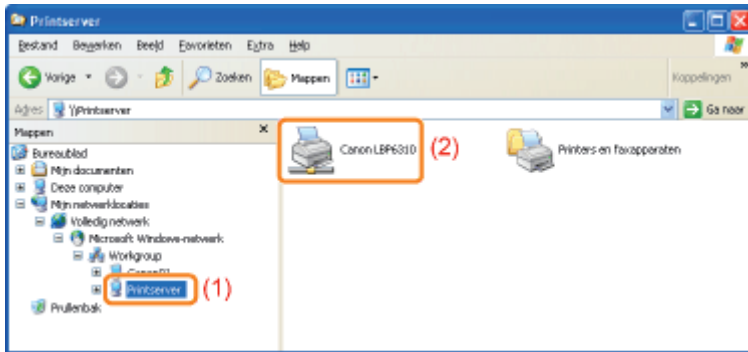 Printserver
Bestand Bewerken Beeld Favorieten Extra Help
Vorige Zoeken Mappen Koppelingen »
Adres \\Printserver Ga naar
Mappen ×
Bureaublad
Mijn documenten
Deze computer
Mijn netwerklocaties
Volledig netwerk
Microsoft Windows-netwerk
Workgroup
Printserver (1)
Prullenbak
Canon LBP6310 (2)
Printers en faxapparaten